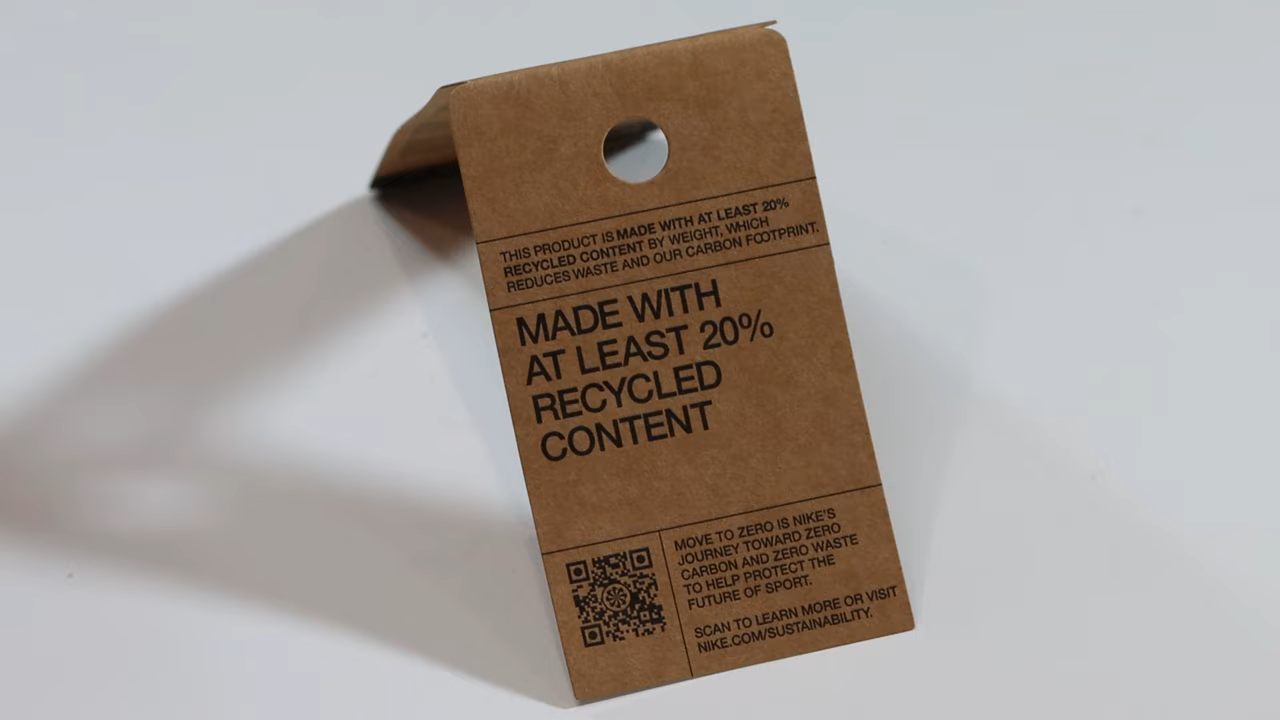 THIS PRODUCT IS MADE WITH AT LEAST 20%
RECYCLED CONTENT BY WEIGHT, WHICH
REDUCES WASTE AND OUR CARBON FOOTPRINT.
MADE WITH
AT LEAST 20%
RECYCLED
CONTENT
MOVE TO ZERO IS NIKE'S
JOURNEY TOWARD ZERO
CARBON AND ZERO WASTE
TO HELP PROTECT THE
FUTURE OF SPORT.
SCAN TO LEARN MORE OR VISIT
NIKE.COM/SUSTAINABILITY.